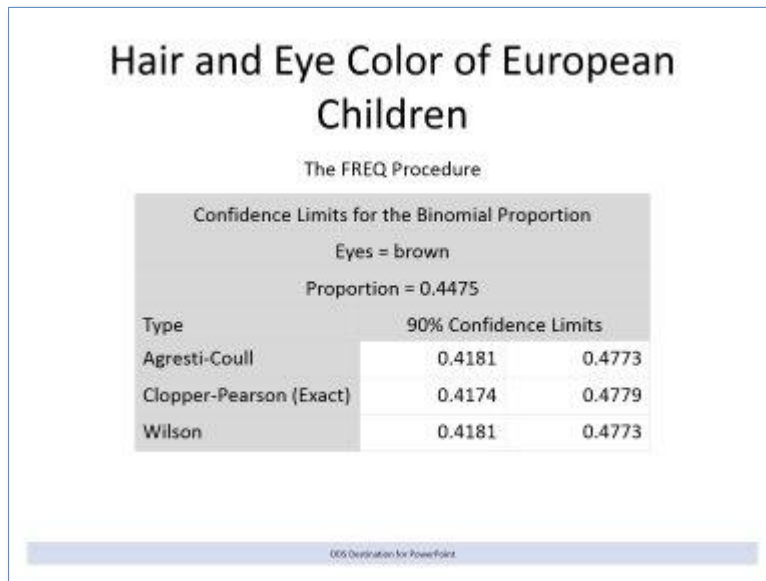 Hair and Eye Color of European
Children
The FREQ Procedure
Confidence Limits for the Binomial Proportion
Eyes = brown
Proportion = 0.4475
Type 90% Confidence Limits
Agresti-Coull 0.4181 0.4773
Clopper-Pearson (Exact) 0.4174 0.4779
Wilson 0.4181 0.4773
ODS Destination for PowerPoint